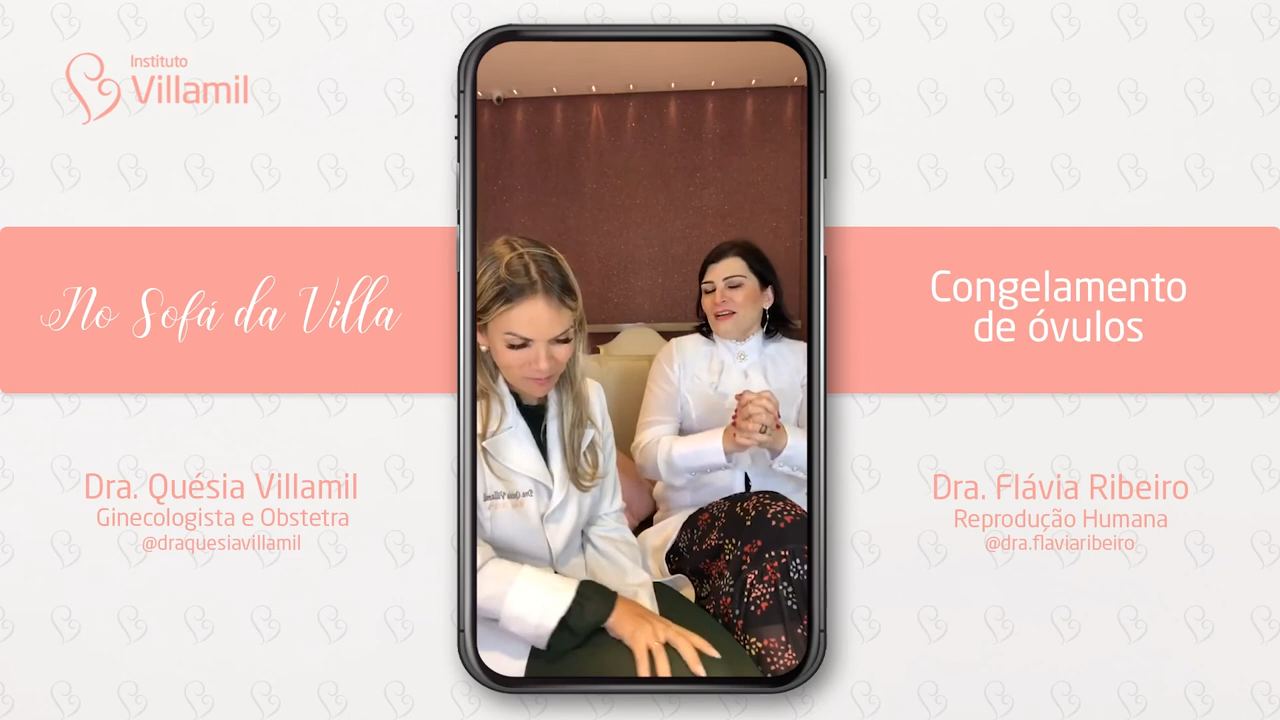 Instituto
Villamil
No Sofá da Villa
Congelamento
de óvulos
Dra. Quésia Villamil
Ginecologista e Obstetra
@draquesiavillamil
Dra. Flávia Ribeiro
Reprodução Humana
@dra.flaviaribeiro